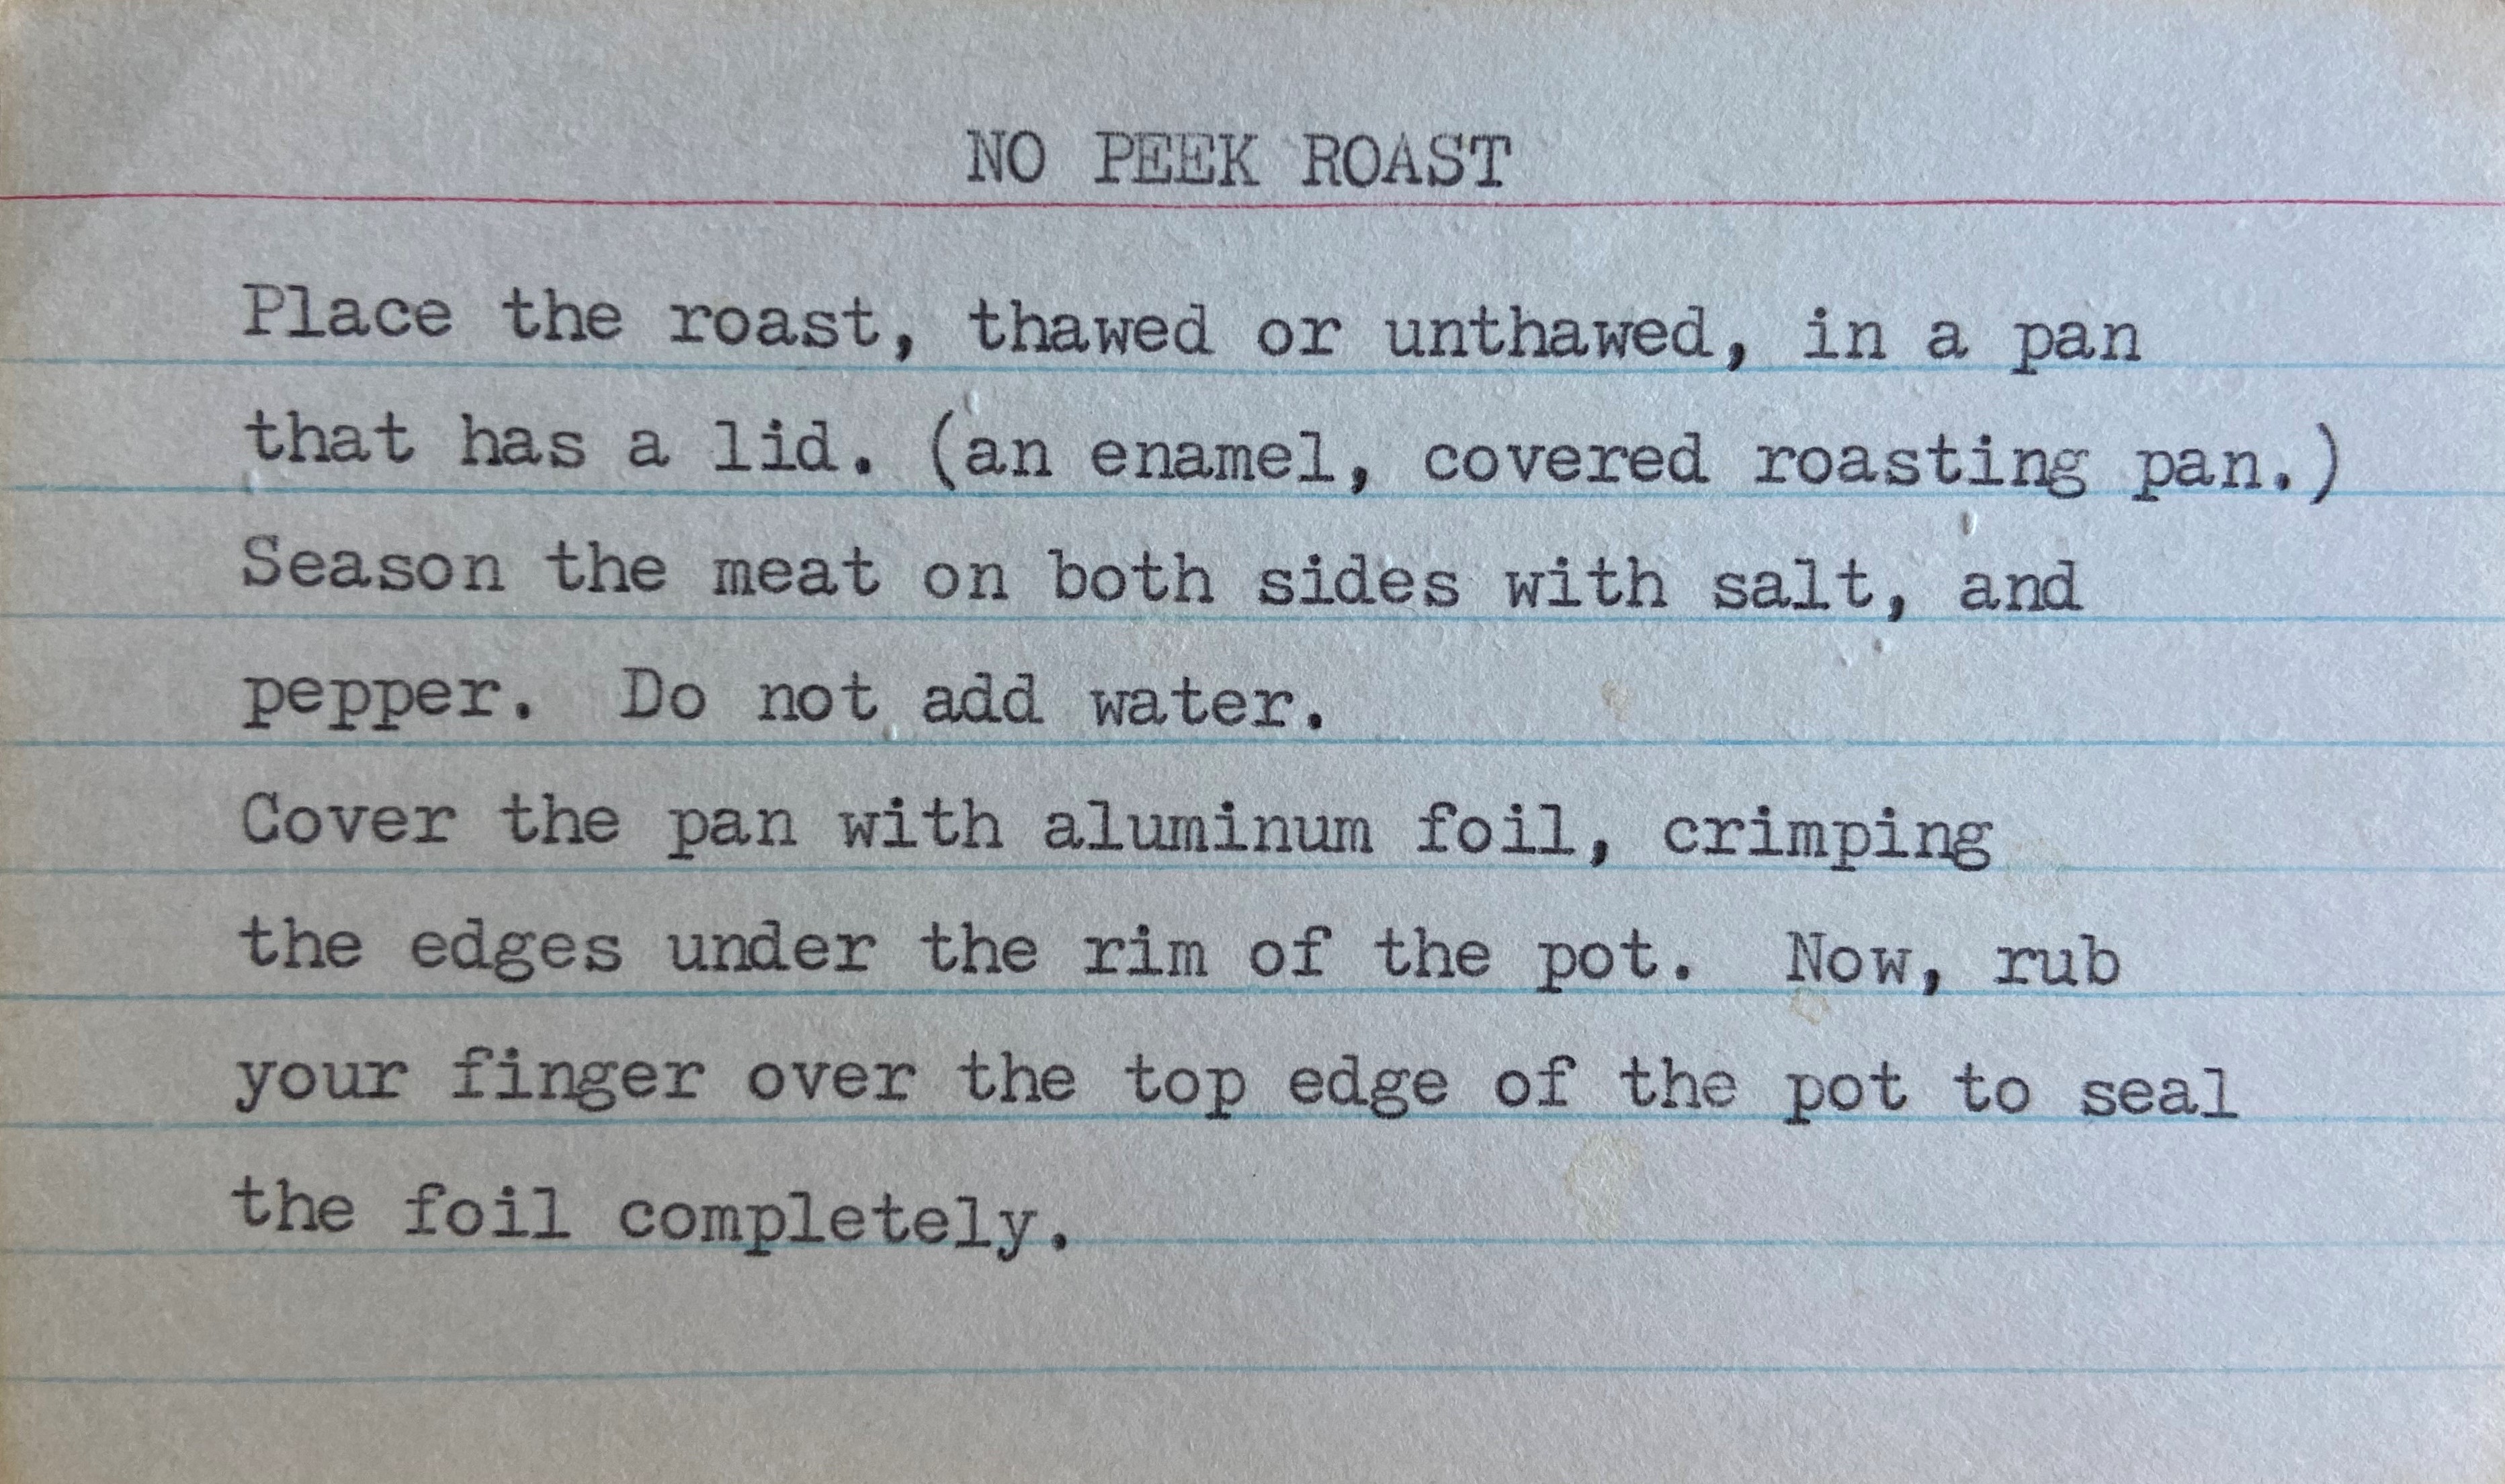 NO PEEK ROAST
Place the roast, thawed or unthawed, in a pan
that has a lid. (an enamel, covered roasting pan.)
Season the meat on both sides with salt, and
pepper.  Do not add water.
Cover the pan with aluminum foil, crimping
the edges under the rim of the pot.  Now, rub
your finger over the top edge of the pot to seal
the foil completely.